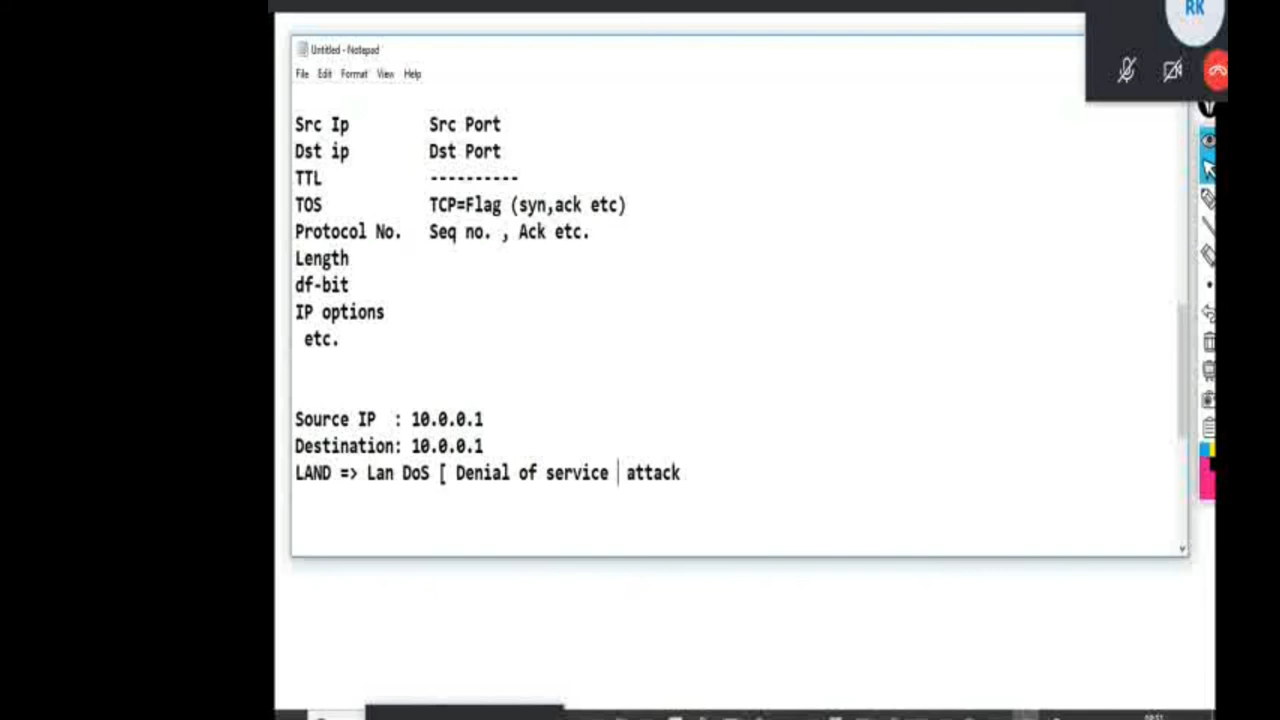 RK
Untitled - Notepad
File Edit Format View Help
Src Ip Src Port
Dst ip Dst Port
TTL ----------
TOS TCP=Flag (syn,ack etc)
Protocol No. Seq no. , Ack etc.
Length
df-bit
IP options
etc.
Source IP : 10.0.0.1
Destination: 10.0.0.1
LAND => Lan DoS [ Denial of service attack